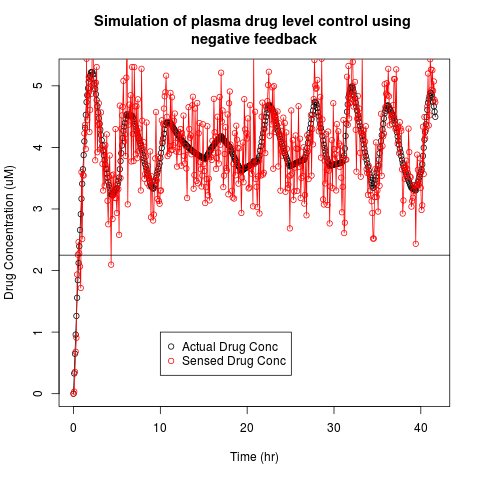 Simulation of plasma drug level control using
negative feedback
Drug Concentration (uM)
5
4
3
2
1
0
Actual Drug Conc
Sensed Drug Conc
0 10 20 30 40
Time (hr)